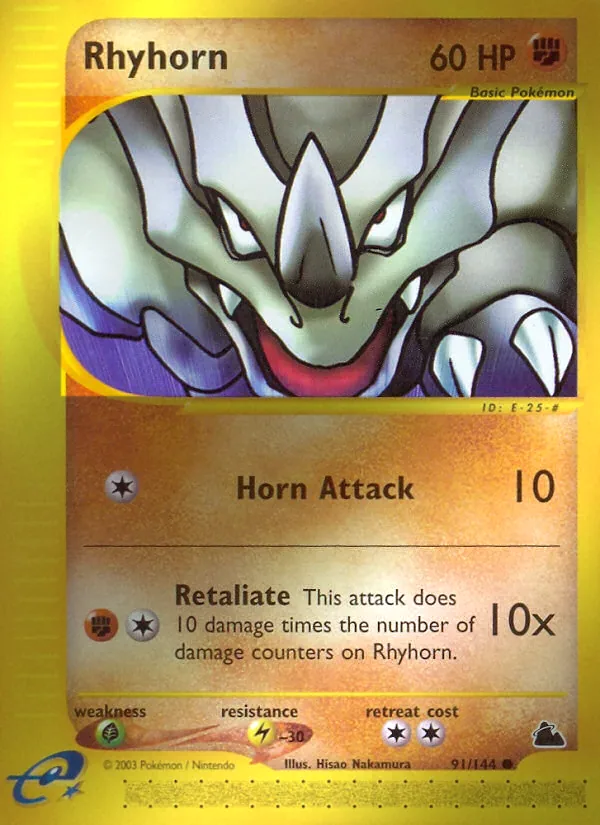 Rhyhorn 60 HP
Basic Pokémon
ID: E-25-#
Horn Attack 10
Retaliate This attack does
10 damage times the number of
damage counters on Rhyhorn.
10x
weakness resistance retreat cost
-30
© 2003 Pokémon / Nintendo Illus. Hisao Nakamura 91/144
e